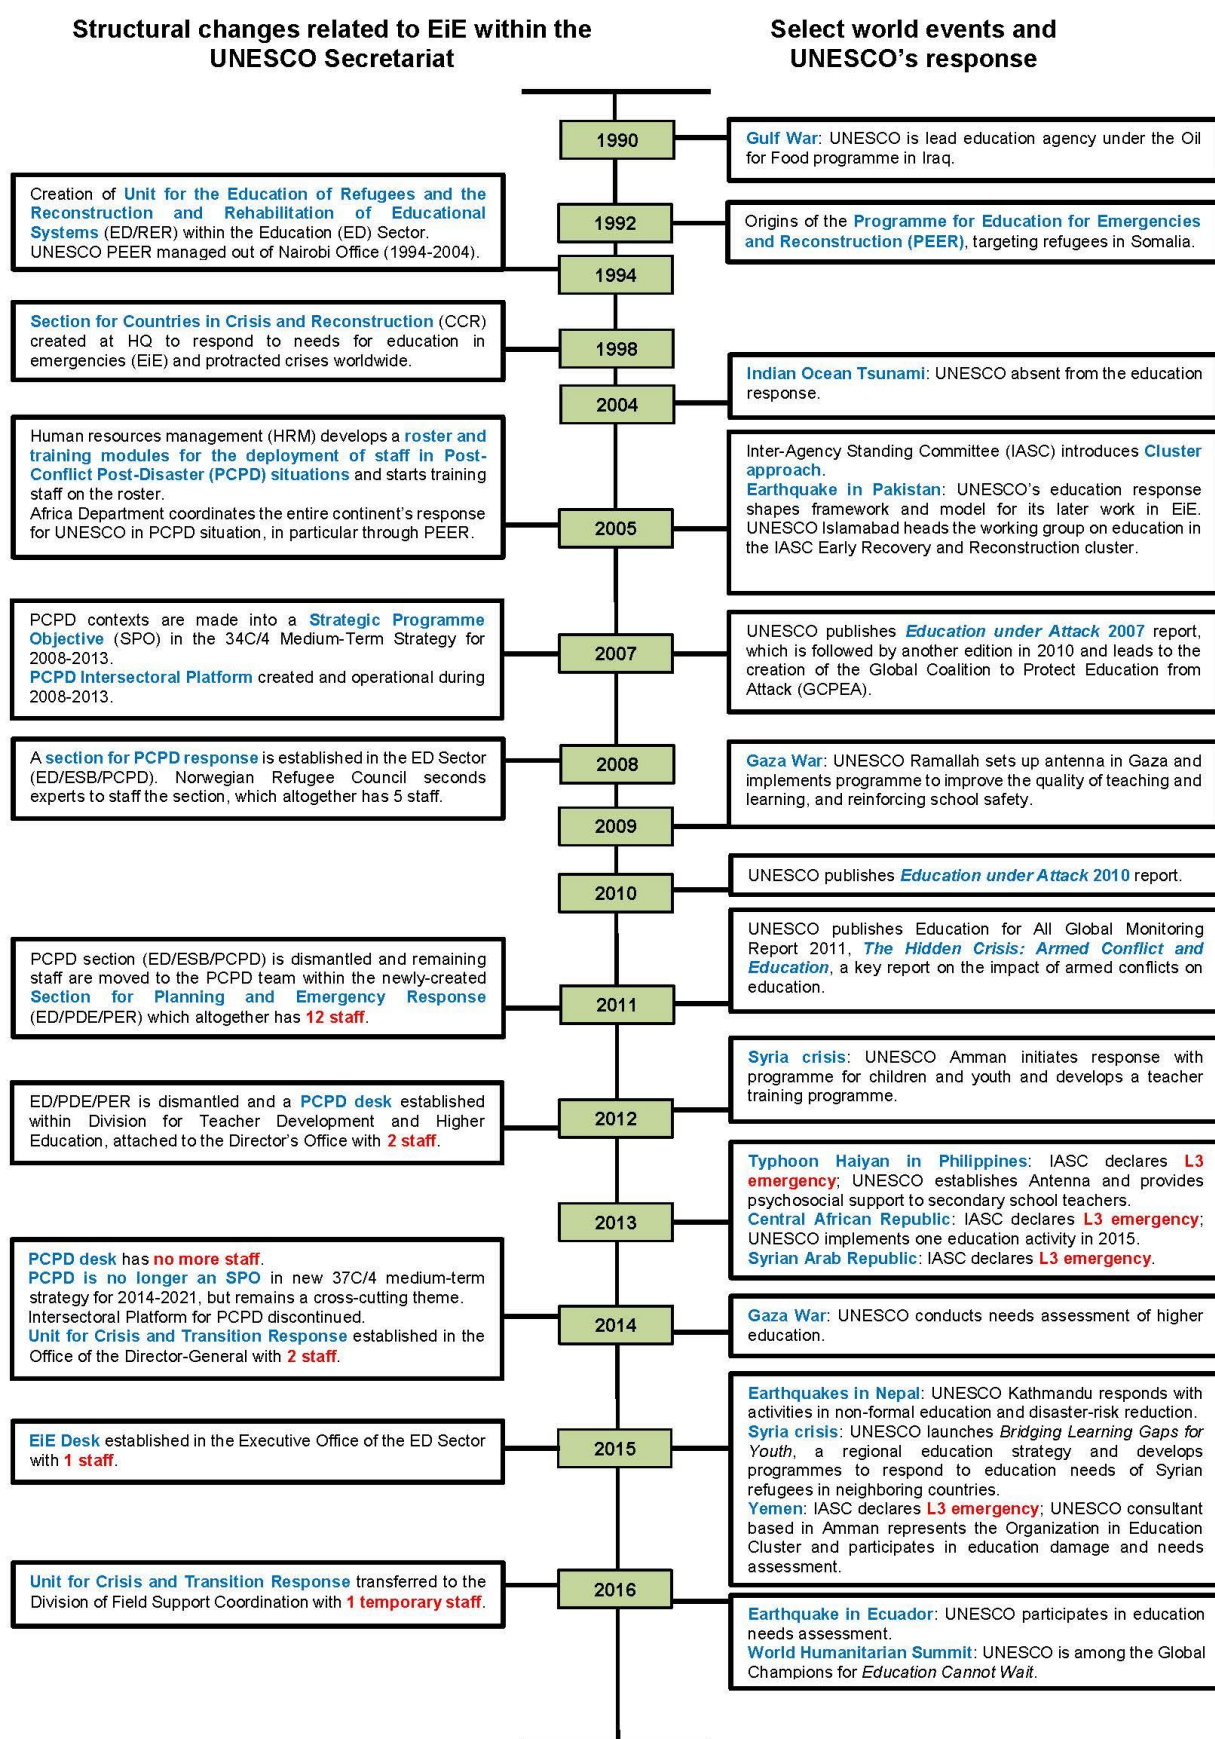 Structural changes related to EiE within the
UNESCO Secretariat
Select world events and
UNESCO's response
1990
Gulf War: UNESCO is lead education agency under the Oil
for Food programme in Iraq.
Creation of Unit for the Education of Refugees and the
Reconstruction and Rehabilitation of Educational
Systems (ED/RER) within the Education (ED) Sector.
UNESCO PEER managed out of Nairobi Office (1994-2004).
1992
Origins of the Programme for Education for Emergencies
and Reconstruction (PEER), targeting refugees in Somalia.
1994
Section for Countries in Crisis and Reconstruction (CCR)
created at HQ to respond to needs for education in
emergencies (EiE) and protracted crises worldwide.
1998
2004
Indian Ocean Tsunami: UNESCO absent from the education
response.
Human resources management (HRM) develops a roster and
training modules for the deployment of staff in Post-
Conflict Post-Disaster (PCPD) situations and starts training
staff on the roster.
Africa Department coordinates the entire continent's response
for UNESCO in PCPD situation, in particular through PEER.
2005
Inter-Agency Standing Committee (IASC) introduces Cluster
approach.
Earthquake in Pakistan: UNESCO's education response
shapes framework and model for its later work in EiE.
UNESCO Islamabad heads the working group on education in
the IASC Early Recovery and Reconstruction cluster.
PCPD contexts are made into a Strategic Programme
Objective (SPO) in the 34C/4 Medium-Term Strategy for
2008-2013.
PCPD Intersectoral Platform created and operational during
2008-2013.
2007
UNESCO publishes Education under Attack 2007 report,
which is followed by another edition in 2010 and leads to the
creation of the Global Coalition to Protect Education from
Attack (GCPEA).
A section for PCPD response is established in the ED Sector
(ED/ESB/PCPD). Norwegian Refugee Council seconds
experts to staff the section, which altogether has 5 staff.
2008
Gaza War: UNESCO Ramallah sets up antenna in Gaza and
implements programme to improve the quality of teaching and
learning, and reinforcing school safety.
2009
2010
UNESCO publishes Education under Attack 2010 report.
PCPD section (ED/ESB/PCPD) is dismantled and remaining
staff are moved to the PCPD team within the newly-created
Section for Planning and Emergency Response
(ED/PDE/PER) which altogether has 12 staff.
2011
UNESCO publishes Education for All Global Monitoring
Report 2011, The Hidden Crisis: Armed Conflict and
Education, a key report on the impact of armed conflicts on
education.
ED/PDE/PER is dismantled and a PCPD desk established
within Division for Teacher Development and Higher
Education, attached to the Director's Office with 2 staff.
2012
Syria crisis: UNESCO Amman initiates response with
programme for children and youth and develops a teacher
training programme.
2013
Typhoon Haiyan in Philippines: IASC declares L3
emergency; UNESCO establishes Antenna and provides
psychosocial support to secondary school teachers.
Central African Republic: IASC declares L3 emergency;
UNESCO implements one education activity in 2015.
Syrian Arab Republic: IASC declares L3 emergency.
PCPD desk has no more staff.
PCPD is no longer an SPO in new 37C/4 medium-term
strategy for 2014-2021, but remains a cross-cutting theme.
Intersectoral Platform for PCPD discontinued.
Unit for Crisis and Transition Response established in the
Office of the Director-General with 2 staff.
2014
Gaza War: UNESCO conducts needs assessment of higher
education.
EiE Desk established in the Executive Office of the ED Sector
with 1 staff.
2015
Earthquakes in Nepal: UNESCO Kathmandu responds with
activities in non-formal education and disaster-risk reduction.
Syria crisis: UNESCO launches Bridging Learning Gaps for
Youth, a regional education strategy and develops
programmes to respond to education needs of Syrian
refugees in neighboring countries.
Yemen: IASC declares L3 emergency; UNESCO consultant
based in Amman represents the Organization in Education
Cluster and participates in education damage and needs
assessment.
Unit for Crisis and Transition Response transferred to the
Division of Field Support Coordination with 1 temporary staff.
2016
Earthquake in Ecuador: UNESCO participates in education
needs assessment.
World Humanitarian Summit: UNESCO is among the Global
Champions for Education Cannot Wait.